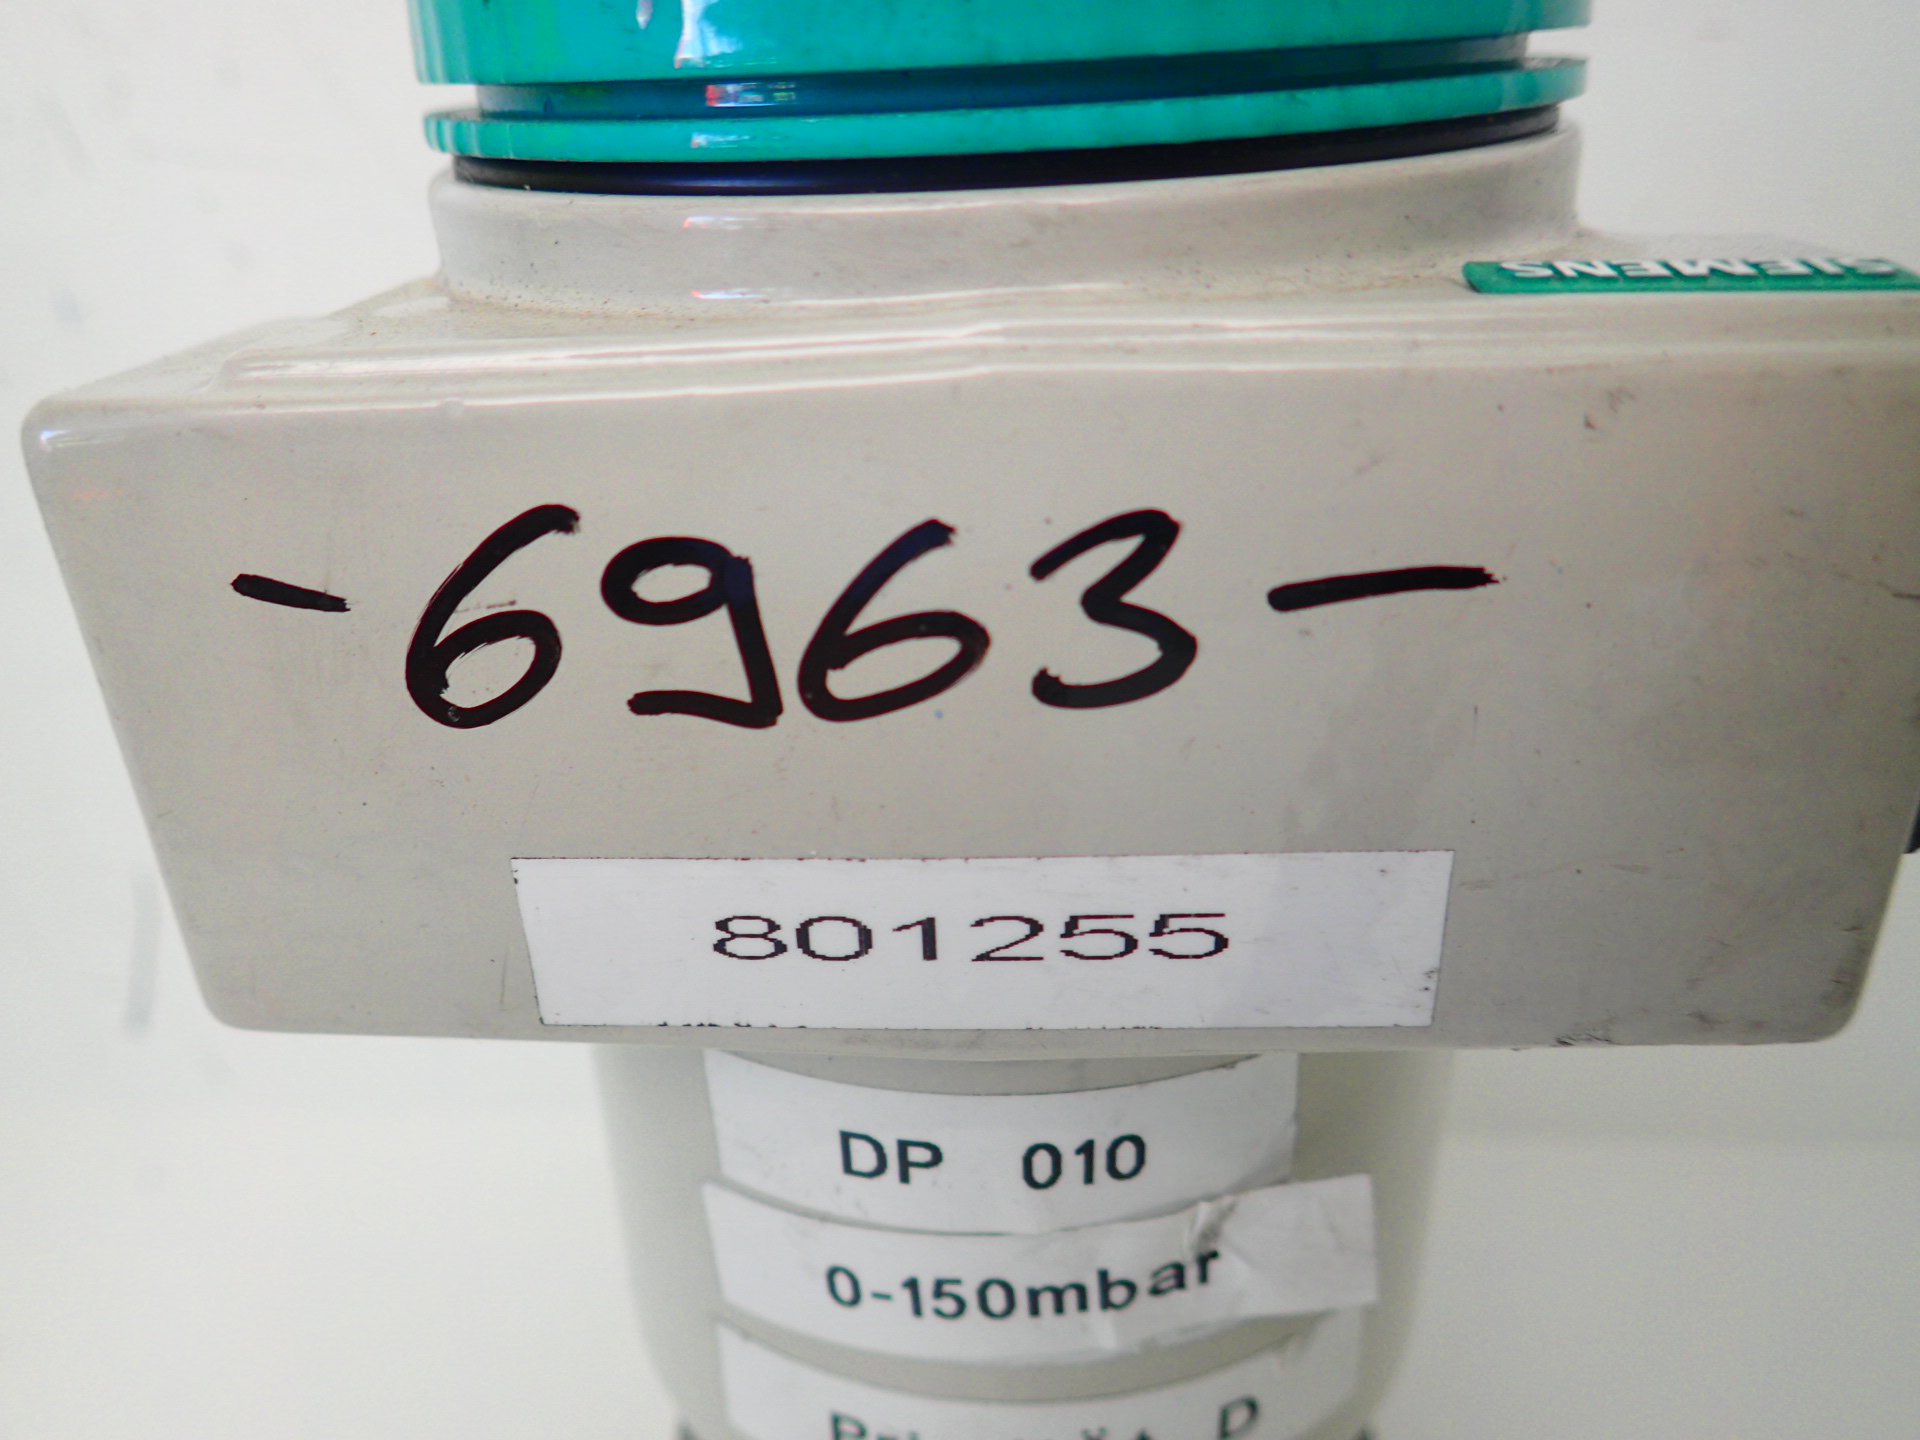 SIEMENS
-6963-
801255
DP 010
0-150mbar
D